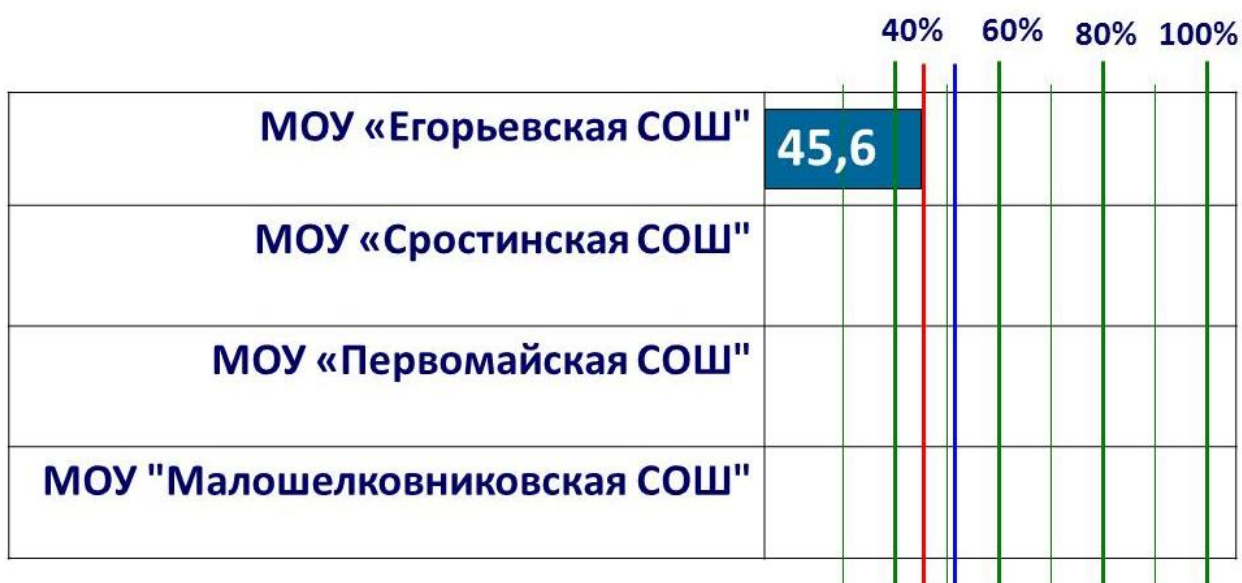 40% 60% 80% 100%
МОУ «Егорьевская СОШ" 45,6
МОУ «Сростинская СОШ"
МОУ «Первомайская СОШ"
МОУ "Малошелковниковская СОШ"